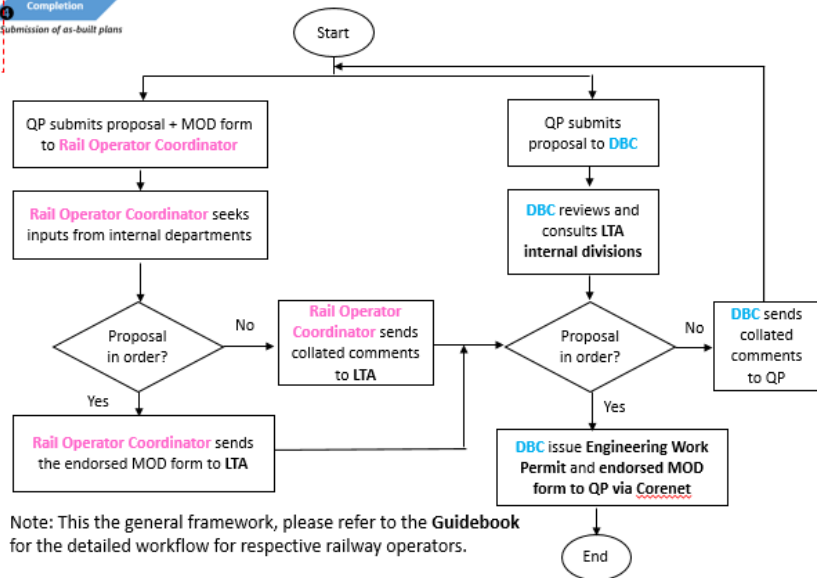 Completion
4
Submission of as-built plans
Start
QP submits proposal + MOD form
to Rail Operator Coordinator
QP submits
proposal to DBC
Rail Operator Coordinator seeks
inputs from internal departments
DBC reviews and
consults LTA
internal divisions
Proposal
in order?
No
Rail Operator
Coordinator sends
collated comments
to LTA
Proposal
in order?
No
DBC sends
collated
comments
to QP
Yes
Rail Operator Coordinator sends
the endorsed MOD form to LTA
Yes
DBC issue Engineering Work
Permit and endorsed MOD
form to QP via Corenet
Note: This the general framework, please refer to the Guidebook
for the detailed workflow for respective railway operators.
End